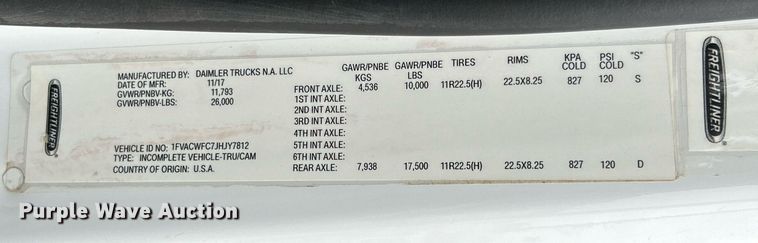 FREIGHTLINER
MANUFACTURED BY: DAIMLER TRUCKS N.A. LLC
DATE OF MFR: 11/17
GVWR/PNBV-KG: 11,793
GVWR/PNBV-LBS: 26,000
VEHICLE ID NO: 1FVACWFC7JHJY7812
TYPE: INCOMPLETE VEHICLE-TRU/CAM
COUNTRY OF ORIGIN: U.S.A.
GAWR/PNBE GAWR/PNBE TIRES RIMS KPA PSI "S"
KGS LBS COLD COLD
FRONT AXLE: 4,536 10,000 11R22.5(H) 22.5X8.25 827 120 S
1ST INT AXLE:
2ND INT AXLE:
3RD INT AXLE:
4TH INT AXLE:
5TH INT AXLE:
6TH INT AXLE:
REAR AXLE: 7,938 17,500 11R22.5(H) 22.5X8.25 827 120 D
FREIGHTLINER
Purple Wave Auction